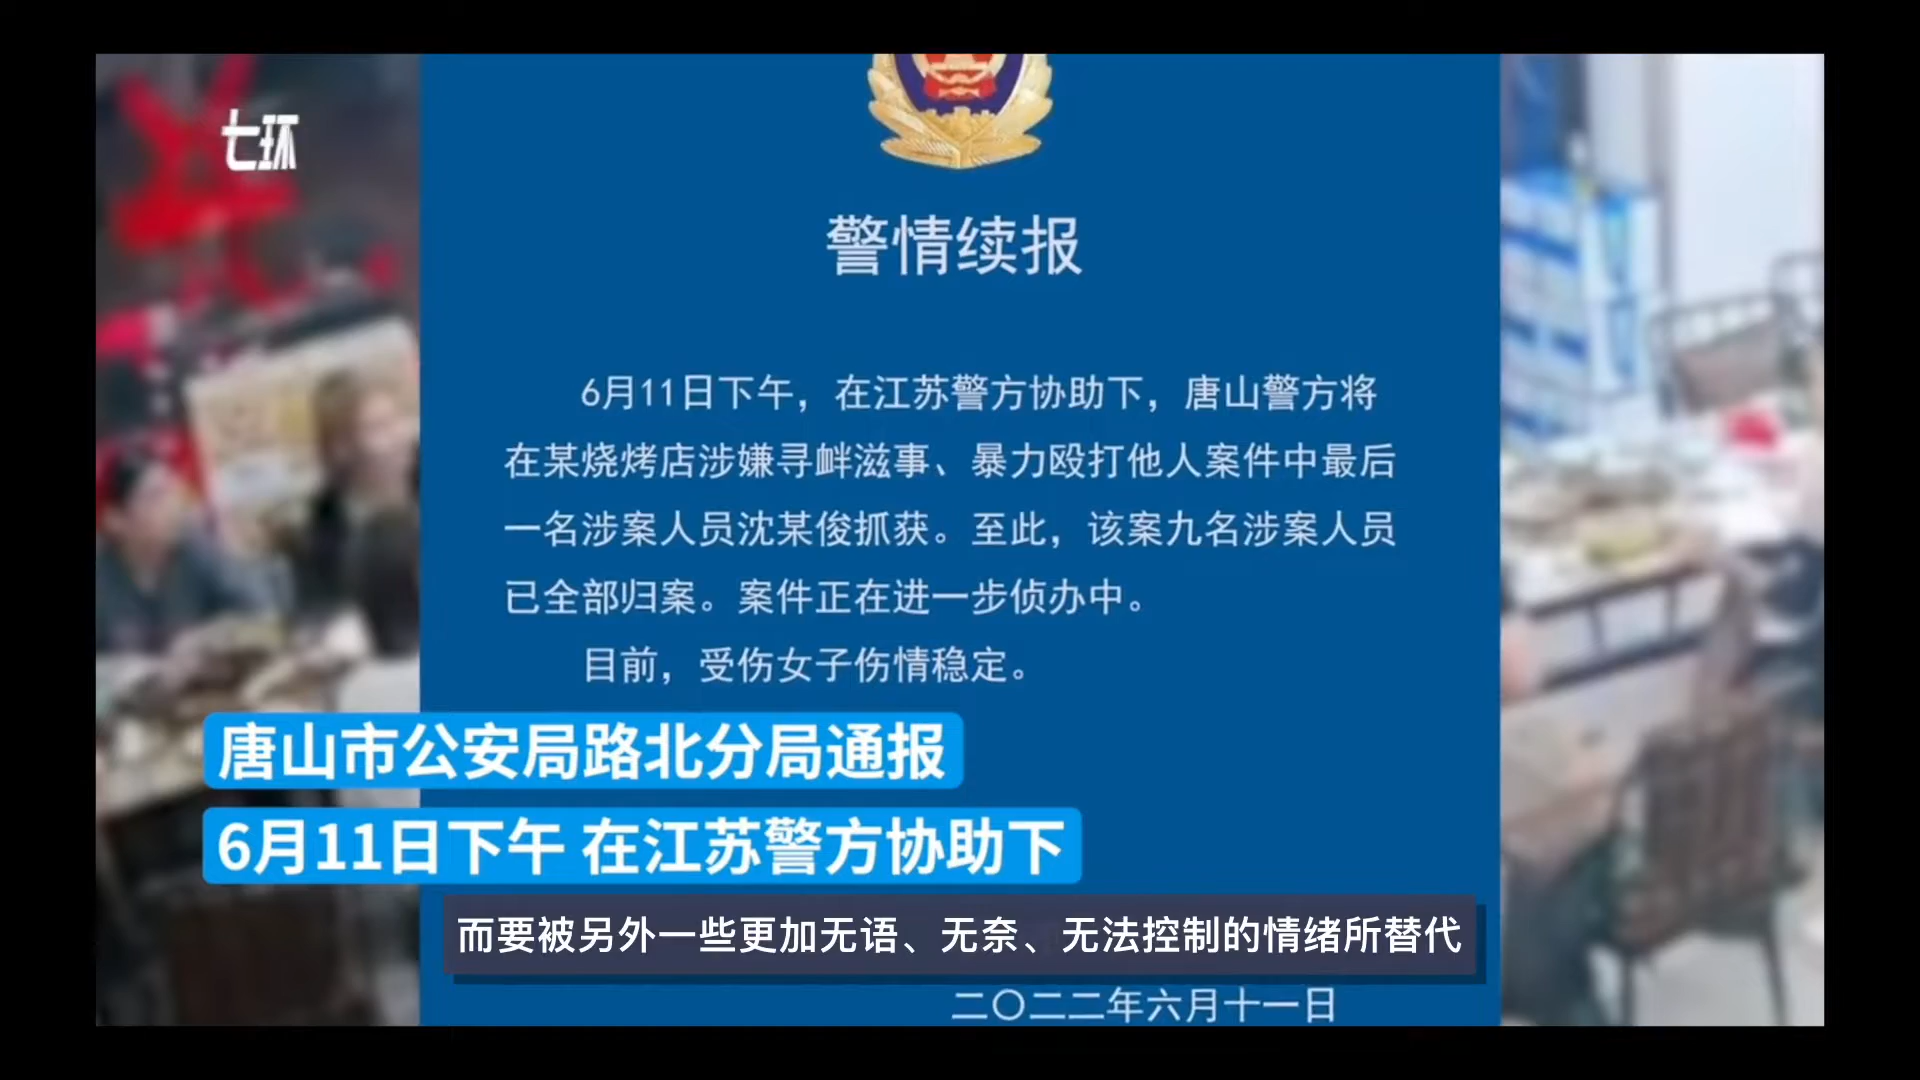 七环
警情续报
6月11日下午，在江苏警方协助下，唐山警方将
在某烧烤店涉嫌寻衅滋事、暴力殴打他人案件中最后
一名涉案人员沈某俊抓获。至此，该案九名涉案人员
已全部归案。案件正在进一步侦办中。
目前，受伤女子伤情稳定。
唐山市公安局路北分局通报
6月11日下午 在江苏警方协助下
而要被另外一些更加无语、无奈、无法控制的情绪所替代
二〇二二年六月十一日